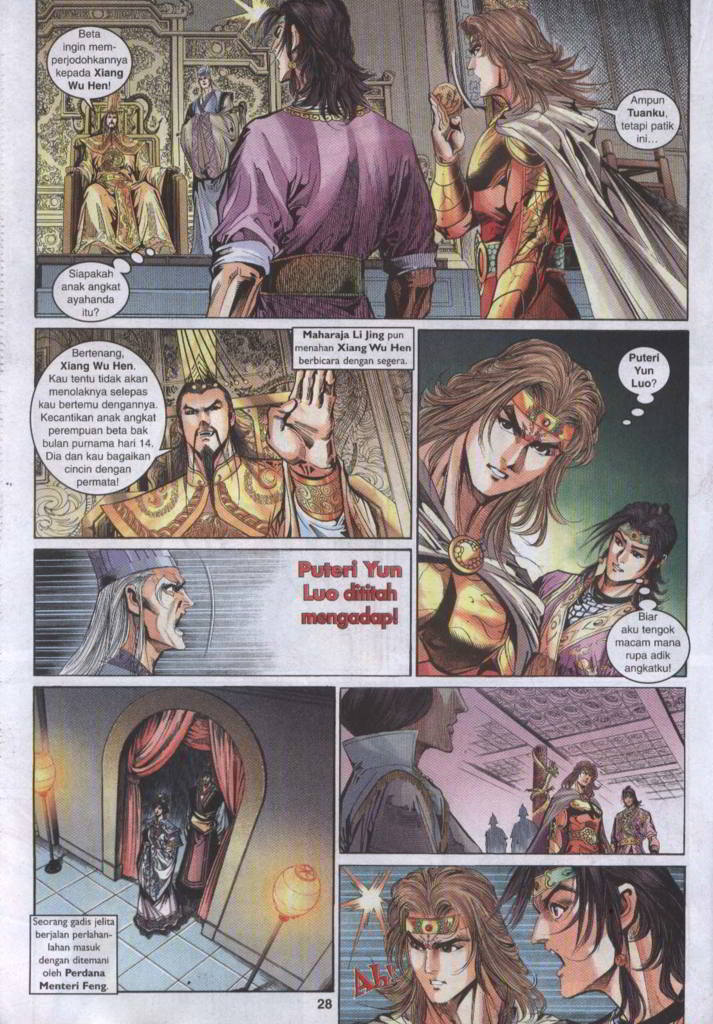 Beta
ingin mem-
perjodohkannya
kepada Xiang
Wu Hen!
Ampun
Tuanku,
tetapi patik
ini...
Siapakah
anak angkat
ayahanda
itu?
Maharaja Li Jing pun
menahan Xiang Wu Hen
berbicara dengan segera.
Bertenang,
Xiang Wu Hen.
Kau tentu tidak akan
menolaknya selepas
kau bertemu dengannya.
Kecantikan anak angkat
perempuan beta bak
bulan purnama hari 14.
Dia dan kau bagaikan
cincin dengan
permata!
Puteri
Yun
Luo?
Biar
aku tengok
macam mana
rupa adik
angkatku!
Puteri Yun
Luo dititah
mengadap!
Seorang gadis jelita
berjalan perlahan-
lahan masuk
dengan ditemani
oleh Perdana
Menteri Feng.
Ah!
28